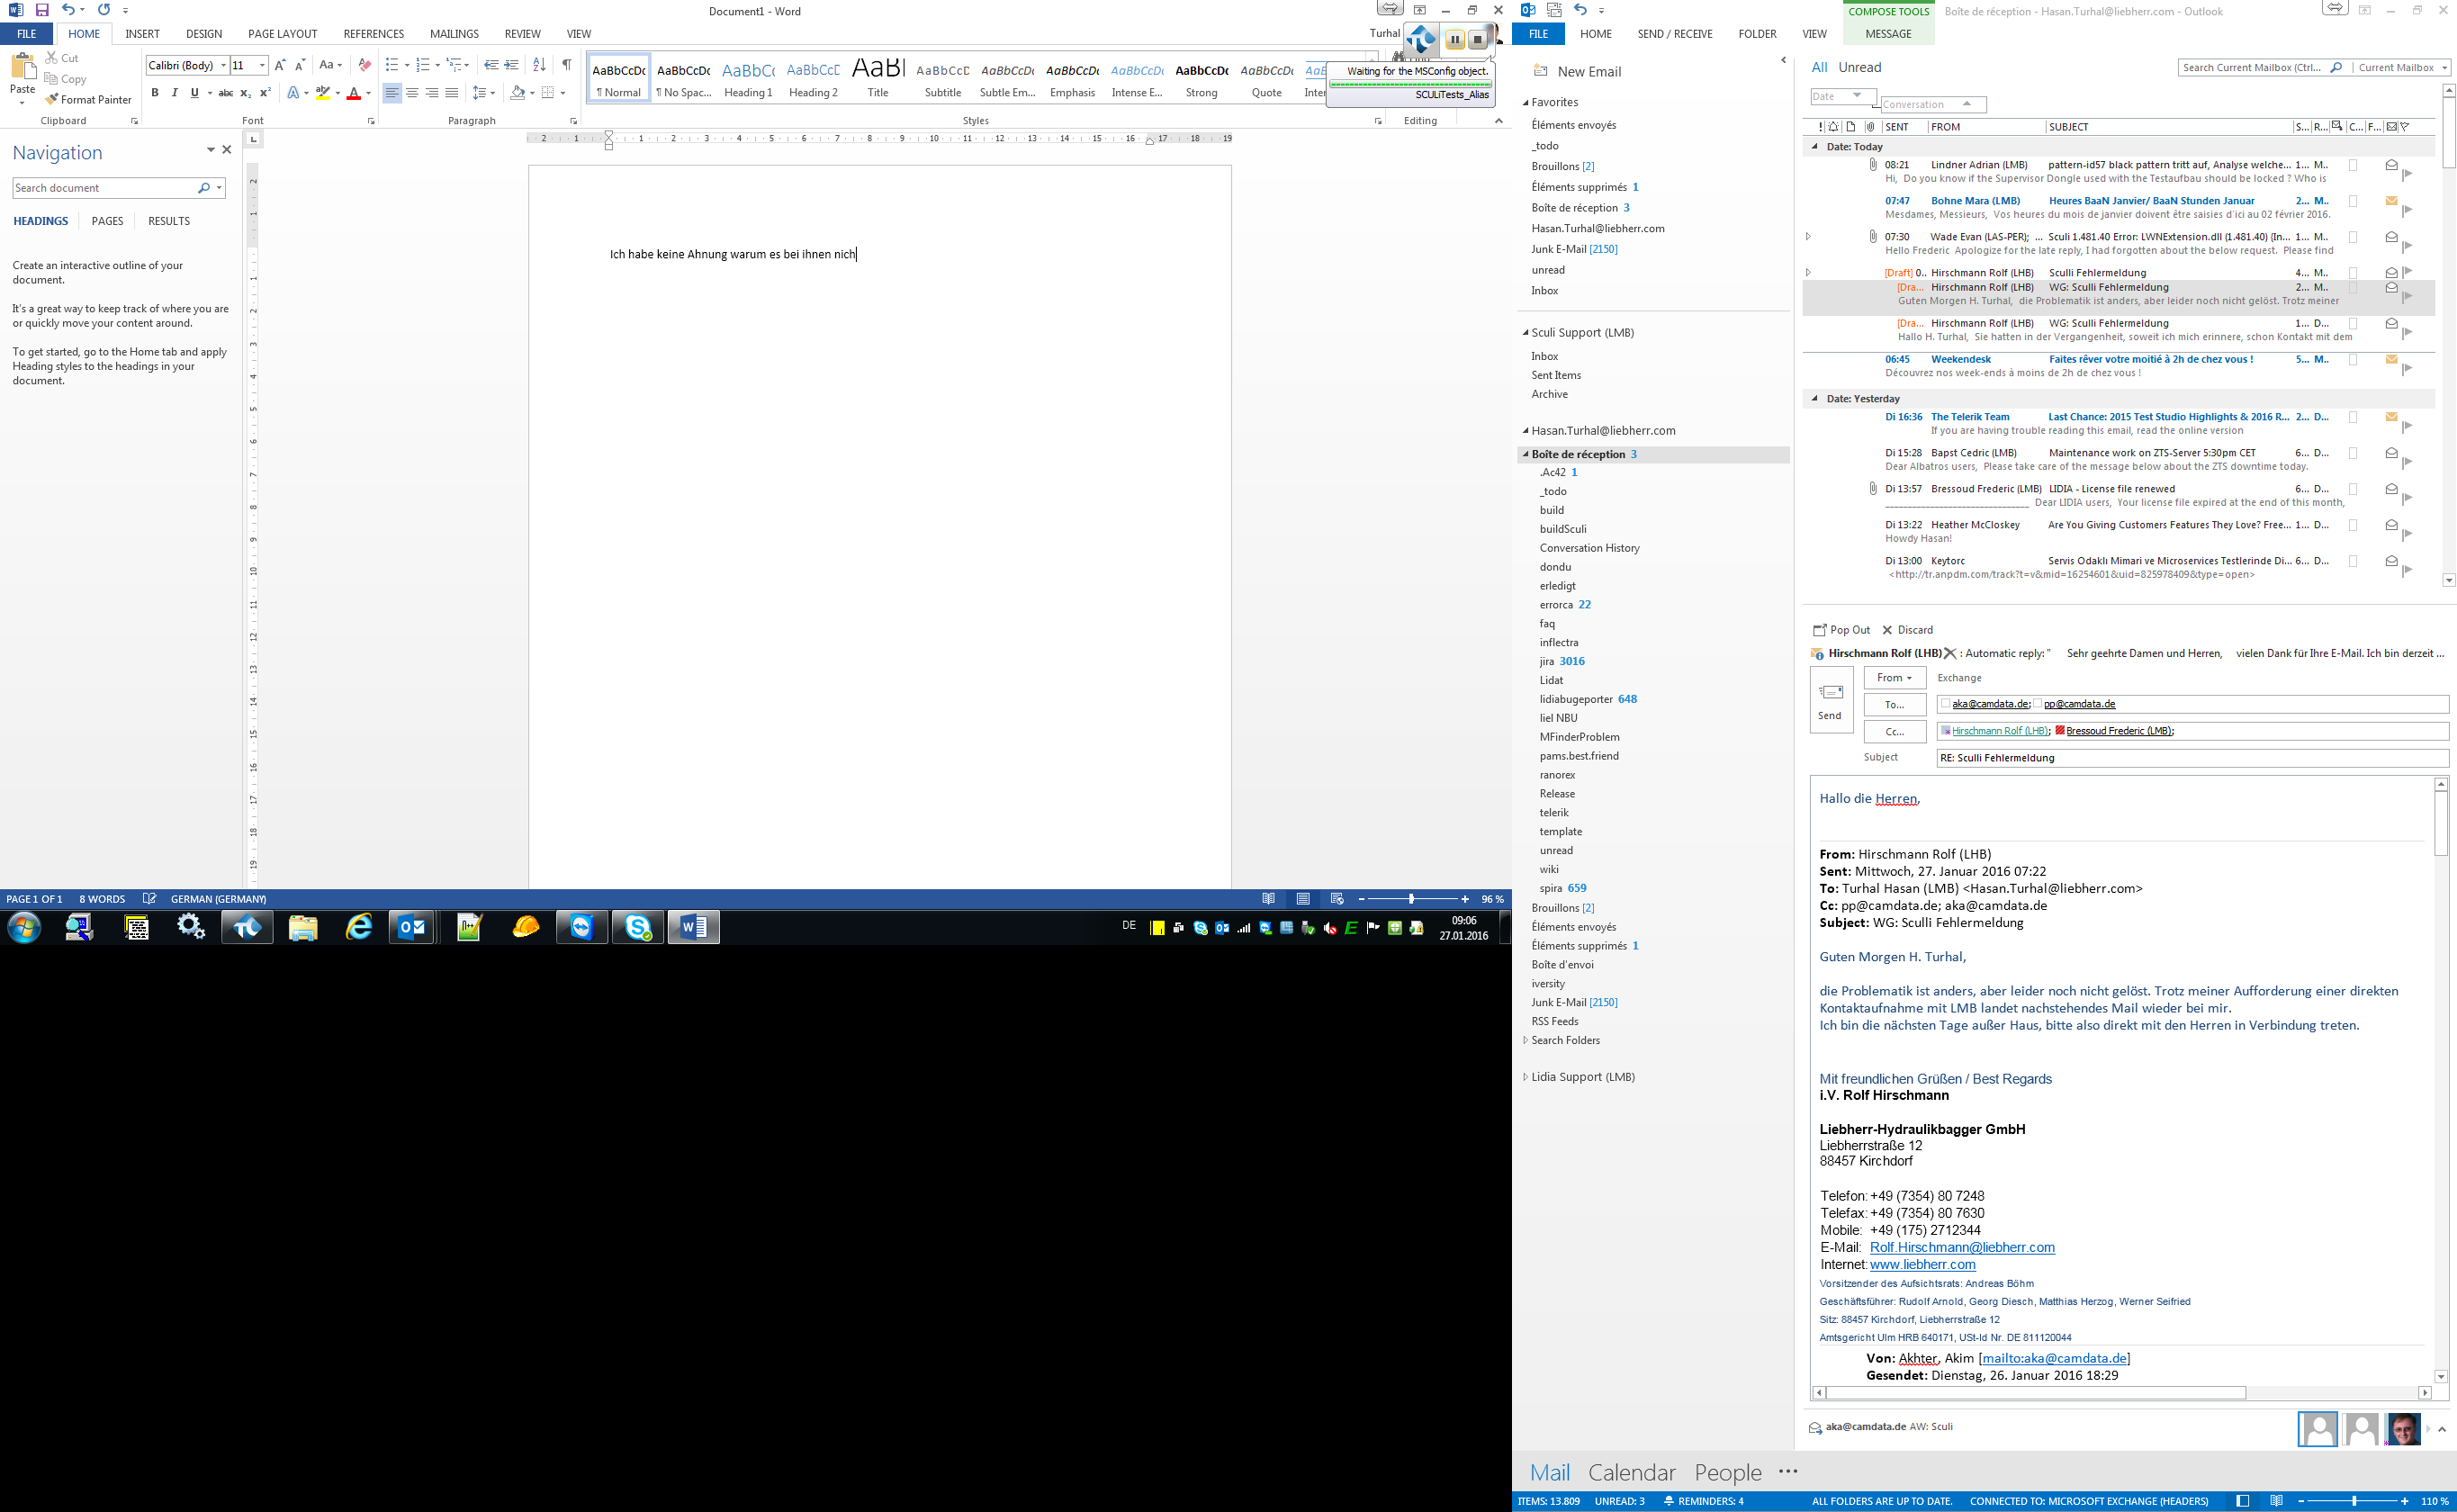 Document1 - Word
FILE HOME INSERT DESIGN PAGE LAYOUT REFERENCES MAILINGS REVIEW VIEW Turhal
Paste
Cut
Copy
Format Painter
Calibri (Body) 11
Clipboard Font Paragraph Styles Editing
AaBbCcDc AaBbCcDc AaBbCc AaBbCcD AaBl AaBbCcD AaBbCcDc AaBbCcDc AaBbCcDc AaBbCcDc AaBbCcDc
¶ Normal ¶ No Spac... Heading 1 Heading 2 Title Subtitle Subtle Em... Emphasis Intense E... Strong Quote
Waiting for the MSConfig object.
SCULiTests_Alias
Navigation
Search document
HEADINGS PAGES RESULTS
Create an interactive outline of your
document.
It's a great way to keep track of where you are
or quickly move your content around.
To get started, go to the Home tab and apply
Heading styles to the headings in your
document.
Ich habe keine Ahnung warum es bei ihnen nich
PAGE 1 OF 1 8 WORDS GERMAN (GERMANY) 96 %
DE 09:06
27.01.2016
COMPOSE TOOLS Boîte de réception - Hasan.Turhal@liebherr.com - Outlook
FILE HOME SEND / RECEIVE FOLDER VIEW MESSAGE
New Email
Favorites
Éléments envoyés
_todo
Brouillons [2]
Éléments supprimés 1
Boîte de réception 3
Hasan.Turhal@liebherr.com
Junk E-Mail [2150]
unread
Inbox
Sculi Support (LMB)
Inbox
Sent Items
Archive
Hasan.Turhal@liebherr.com
Boîte de réception 3
.Ac42 1
_todo
build
buildSculi
Conversation History
dondu
erledigt
errorca 22
faq
inflectra
jira 3016
Lidat
lidiabugeporter 648
liel NBU
MFinderProblem
pams.best.friend
ranorex
Release
telerik
template
unread
wiki
spira 659
Brouillons [2]
Éléments envoyés
Éléments supprimés 1
Boîte d'envoi
iversity
Junk E-Mail [2150]
RSS Feeds
Search Folders
Lidia Support (LMB)
All Unread
Search Current Mailbox (Ctrl... Current Mailbox
Date
Conversation
SENT FROM SUBJECT S... R... C... F...
Date: Today
08:21 Lindner Adrian (LMB) pattern-id57 black pattern tritt auf, Analyse welche... 1... M..
Hi, Do you know if the Supervisor Dongle used with the Testaufbau should be locked ? Who is
07:47 Bohne Mara (LMB) Heures BaaN Janvier/ BaaN Stunden Januar 2... M..
Mesdames, Messieurs, Vos heures du mois de janvier doivent être saisies d'ici au 02 février 2016.
07:30 Wade Evan (LAS-PER); ... Sculi 1.481.40 Error: LWNExtension.dll (1.481.40) {In... 1... M..
Hello Frederic Apologize for the late reply, I had forgotten about the below request. Please find
[Draft] 0.. Hirschmann Rolf (LHB) Sculli Fehlermeldung 4... M..
[Dra... Hirschmann Rolf (LHB) WG: Sculli Fehlermeldung 2... M..
Guten Morgen H. Turhal, die Problematik ist anders, aber leider noch nicht gelöst. Trotz meiner
[Dra... Hirschmann Rolf (LHB) WG: Sculli Fehlermeldung 1... D...
Hallo H. Turhal, Sie hatten in der Vergangenheit, soweit ich mich erinnere, schon Kontakt mit dem
06:45 Weekendesk Faites rêver votre moitié à 2h de chez vous ! 5... M..
Découvrez nos week-ends à moins de 2h de chez vous !
Date: Yesterday
Di 16:36 The Telerik Team Last Chance: 2015 Test Studio Highlights & 2016 R... 2... D...
If you are having trouble reading this email, read the online version
Di 15:28 Bapst Cedric (LMB) Maintenance work on ZTS-Server 5:30pm CET 6... D...
Dear Albatros users, Please take care of the message below about the ZTS downtime today.
Di 13:57 Bressoud Frederic (LMB) LIDIA - License file renewed 6... D...
Dear LIDIA users, Your license file expired at the end of this month,
Di 13:22 Heather McCloskey Are You Giving Customers Features They Love? Free... 1... D...
Howdy Hasan!
Di 13:00 Keytorc Servis Odaklı Mimari ve Microservices Testlerinde Di... 6... D...
<http://tr.anpdm.com/track?t=v&mid=16254601&uid=825978409&type=open>
Pop Out Discard
Hirschmann Rolf (LHB) : Automatic reply: " Sehr geehrte Damen und Herren, vielen Dank für Ihre E-Mail. Ich bin derzeit ...
Send
From Exchange
To... aka@camdata.de; pp@camdata.de
Cc... Hirschmann Rolf (LHB); Bressoud Frederic (LMB);
Subject RE: Sculli Fehlermeldung
Hallo die Herren,
From: Hirschmann Rolf (LHB)
Sent: Mittwoch, 27. Januar 2016 07:22
To: Turhal Hasan (LMB) <Hasan.Turhal@liebherr.com>
Cc: pp@camdata.de; aka@camdata.de
Subject: WG: Sculli Fehlermeldung
Guten Morgen H. Turhal,
die Problematik ist anders, aber leider noch nicht gelöst. Trotz meiner Aufforderung einer direkten
Kontaktaufnahme mit LMB landet nachstehendes Mail wieder bei mir.
Ich bin die nächsten Tage außer Haus, bitte also direkt mit den Herren in Verbindung treten.
Mit freundlichen Grüßen / Best Regards
i.V. Rolf Hirschmann
Liebherr-Hydraulikbagger GmbH
Liebherrstraße 12
88457 Kirchdorf
Telefon: +49 (7354) 80 7248
Telefax: +49 (7354) 80 7630
Mobile: +49 (175) 2712344
E-Mail: Rolf.Hirschmann@liebherr.com
Internet: www.liebherr.com
Vorsitzender des Aufsichtsrats: Andreas Böhm
Geschäftsführer: Rudolf Arnold, Georg Diesch, Matthias Herzog, Werner Seifried
Sitz: 88457 Kirchdorf, Liebherrstraße 12
Amtsgericht Ulm HRB 640171, USt-Id Nr. DE 811120044
Von: Akhter, Akim [mailto:aka@camdata.de]
Gesendet: Dienstag, 26. Januar 2016 18:29
aka@camdata.de AW: Sculi
Mail Calendar People ...
ITEMS: 13.809 UNREAD: 3 REMINDERS: 4 ALL FOLDERS ARE UP TO DATE. CONNECTED TO: MICROSOFT EXCHANGE (HEADERS) 110 %